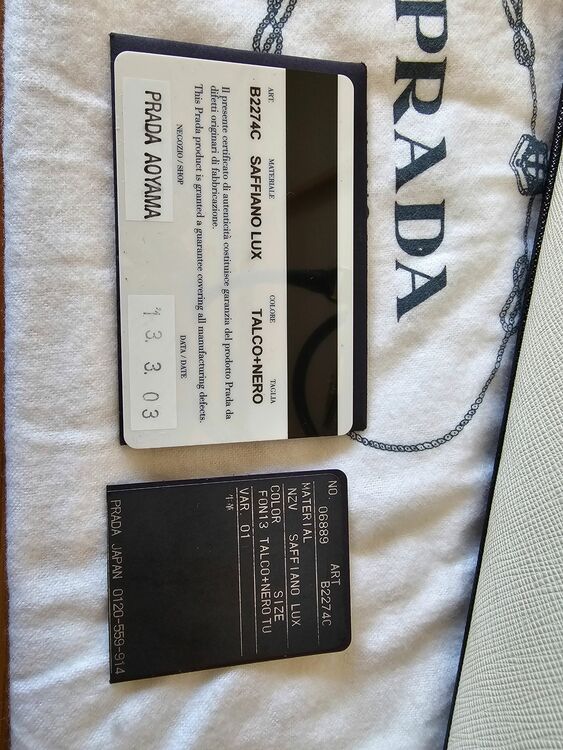 PRADA
ART. MATERIALE COLORE TAGLIA
B2274C SAFFIANO LUX TALCO+NERO
Il presente certificato di autenticità costituisce garanzia del prodotto Prada da
difetti originari di fabbricazione.
This Prada product is granted a guarantee covering all manufacturing defects.
NEGOZIO / SHOP DATA / DATE
PRADA AOYAMA 13. 3. 03
NO. 06889 ART B2274C
MATERIAL
NZV SAFFIANO LUX
COLOR SIZE
F0N13 TALCO+NERO TU
VAR. 01
牛革
PRADA JAPAN 0120-559-914